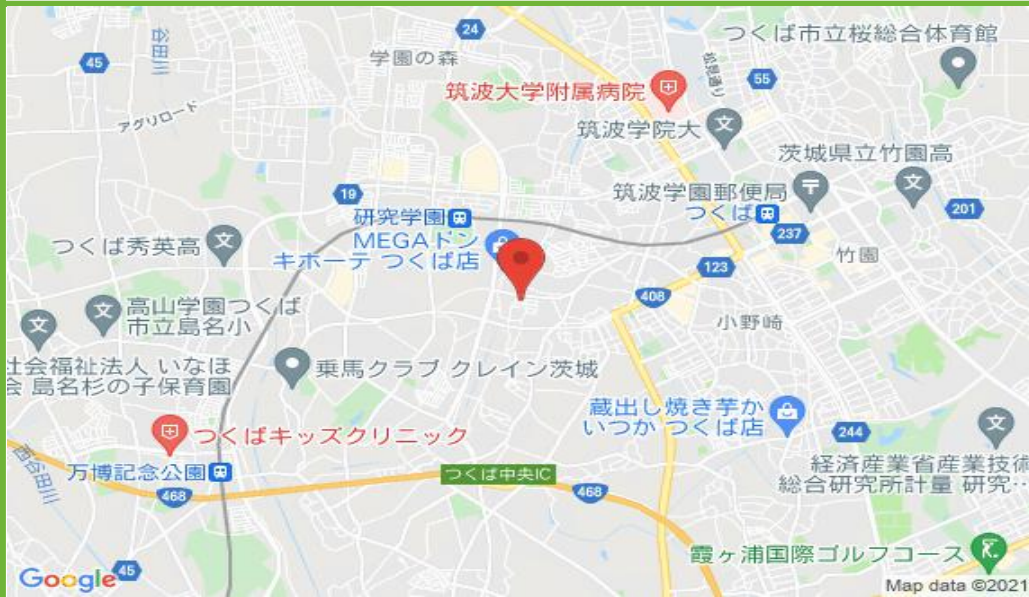 24
谷田川
45
学園の森
つくば市立桜総合体育館
55
筑波大学附属病院
アグリロード
筑波学院大
茨城県立竹園高
19
筑波学園郵便局
研究学園
つくば
201
MEGAドン
キホーテ つくば店
237
つくば秀英高
竹園
123
408
高山学園つくば
市立島名小
小野崎
社会福祉法人 いなほ
会 島名杉の子保育園
乗馬クラブ クレイン茨城
蔵出し焼き芋か
いつか つくば店
つくばキッズクリニック
244
万博記念公園
つくば中央IC
経済産業省産業技術
総合研究所計量 研究…
西谷田川
468
468
霞ヶ浦国際ゴルフコース
Google
45
Map data ©2021